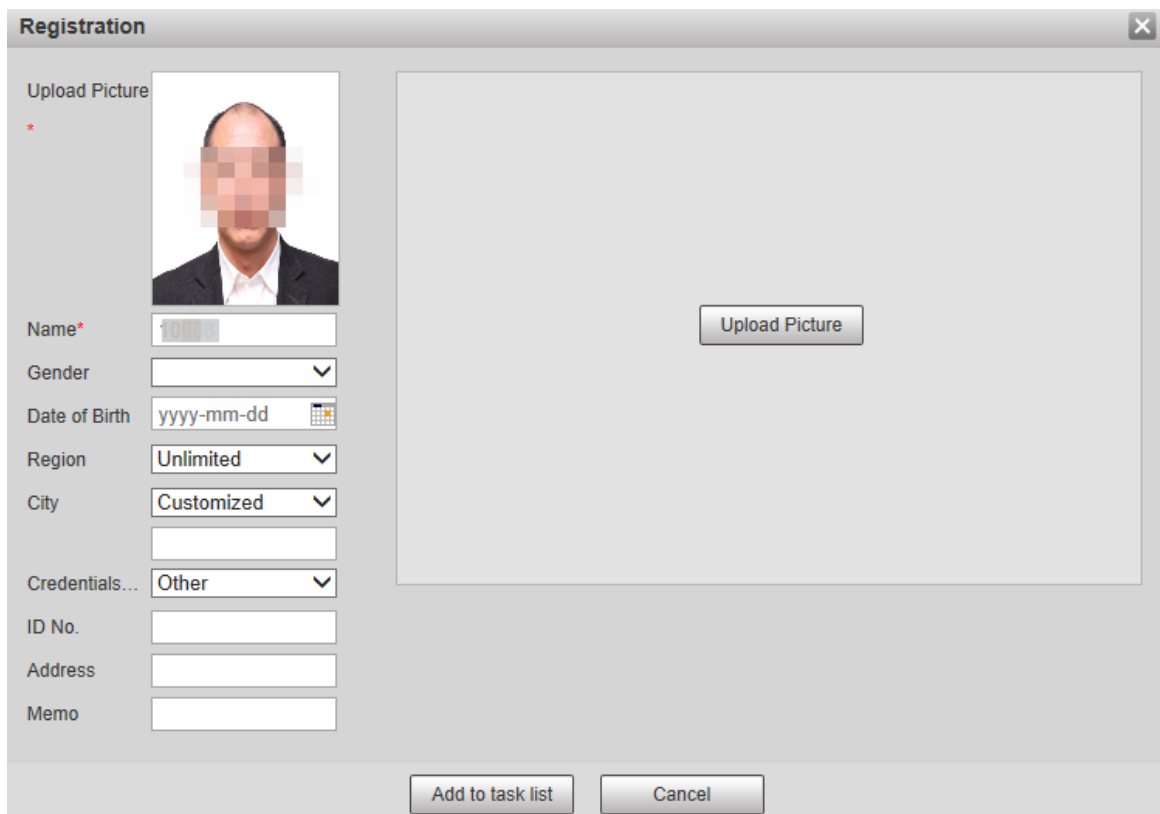 Registration
Upload Picture
*
Name*
Gender
Date of Birth yyyy-mm-dd
Region Unlimited
City Customized
Credentials... Other
ID No.
Address
Memo
Upload Picture
Add to task list Cancel